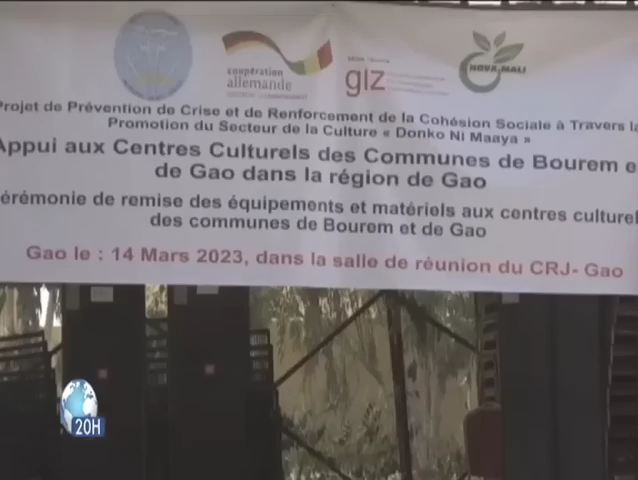 coopération
allemande
giz
NOVA-MALI
Projet de Prévention de Crise et de Renforcement de la Cohésion Sociale à Travers la
Promotion du Secteur de la Culture « Donko Ni Maaya »
Appui aux Centres Culturels des Communes de Bourem e
de Gao dans la région de Gao
érémonie de remise des équipements et matériels aux centres culturel
des communes de Bourem et de Gao
Gao le : 14 Mars 2023, dans la salle de réunion du CRJ- Gao
20H